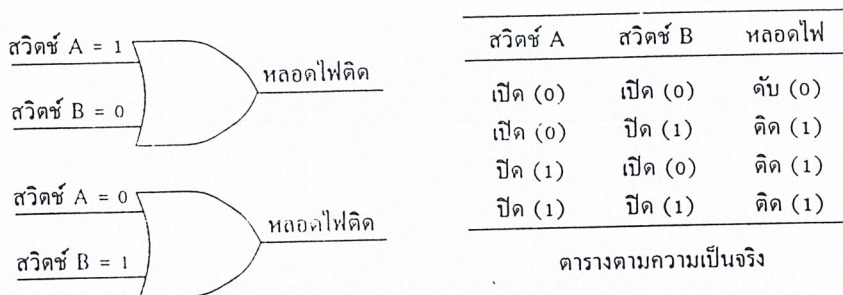 สวิตช์ A = 1
หลอดไฟติด
สวิตช์ B = 0
สวิตช์ A = 0
หลอดไฟติด
สวิตช์ B = 1
สวิตช์ A สวิตช์ B หลอดไฟ
เปิด (0) เปิด (0) ดับ (0)
เปิด (0) ปิด (1) ติด (1)
ปิด (1) เปิด (0) ติด (1)
ปิด (1) ปิด (1) ติด (1)
ตารางตามความเป็นจริง